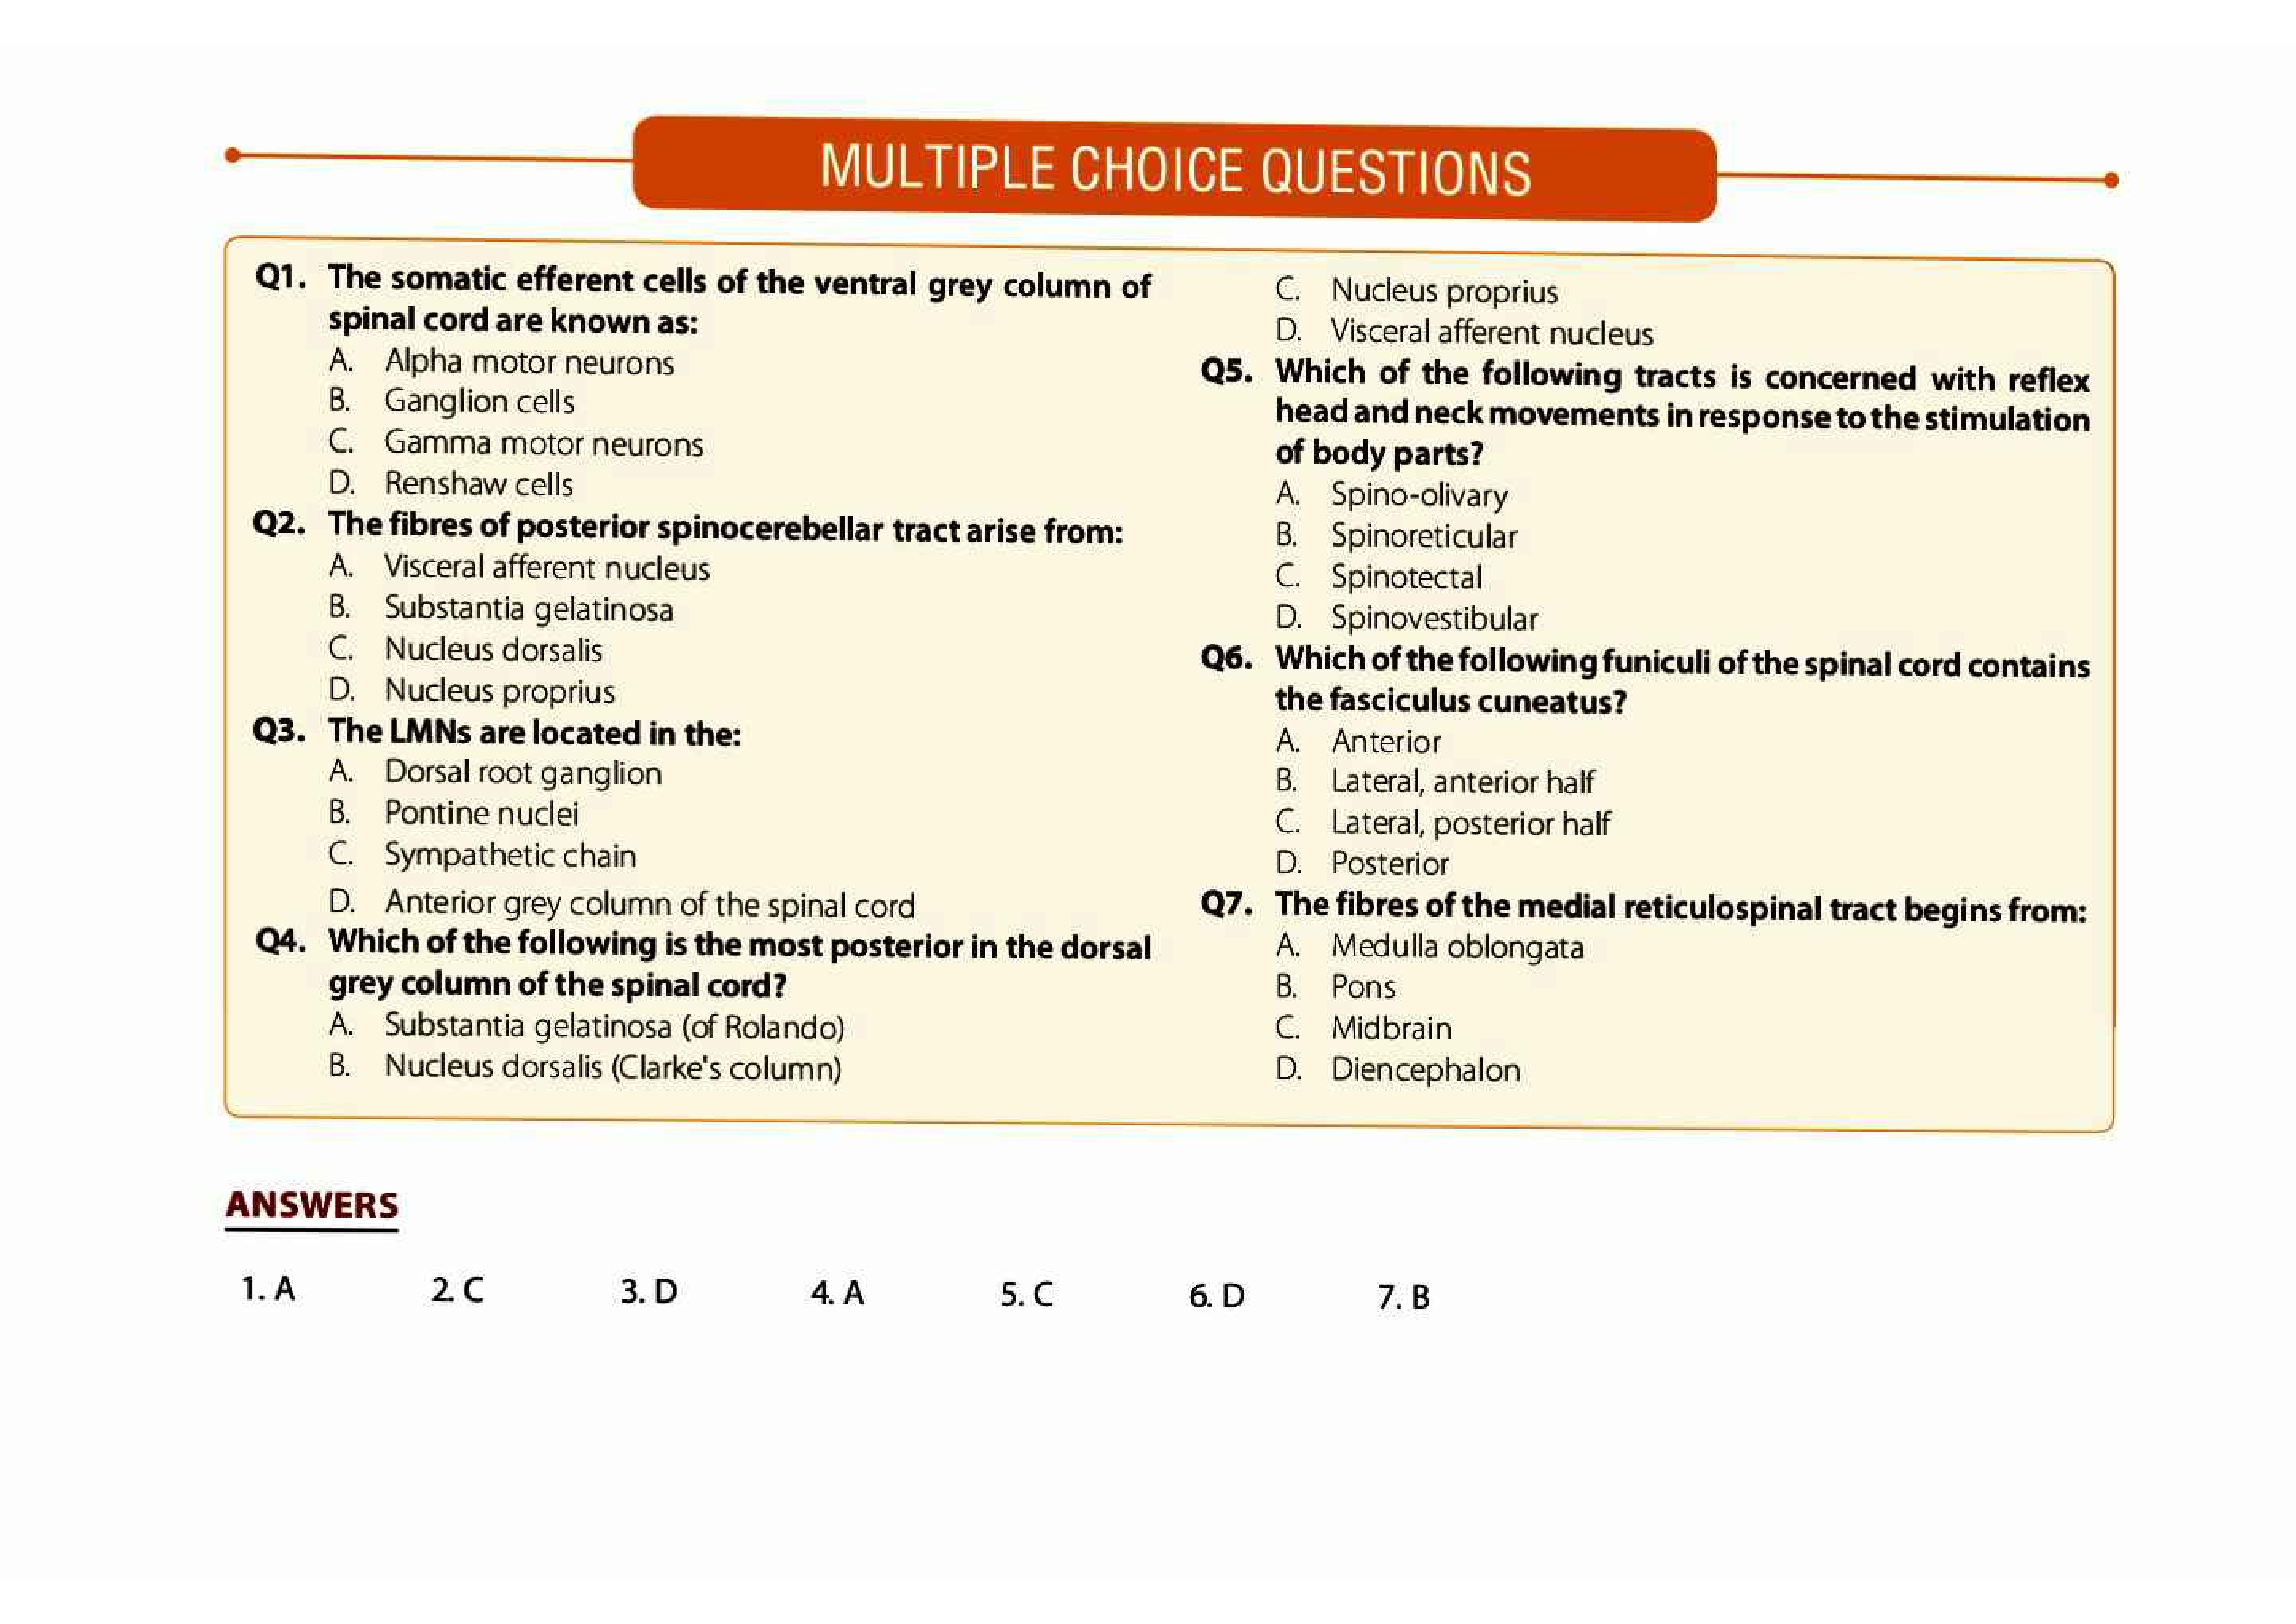 MULTIPLE CHOICE QUESTIONS
Q1. The somatic efferent cells of the ventral grey column of
spinal cord are known as:
A. Alpha motor neurons
B. Ganglion cells
C. Gamma motor neurons
D. Renshaw cells
Q2. The fibres of posterior spinocerebellar tract arise from:
A. Visceral afferent nucleus
B. Substantia gelatinosa
C. Nucleus dorsalis
D. Nucleus proprius
Q3. The LMNs are located in the:
A. Dorsal root ganglion
B. Pontine nuclei
C. Sympathetic chain
D. Anterior grey column of the spinal cord
Q4. Which of the following is the most posterior in the dorsal
grey column of the spinal cord?
A. Substantia gelatinosa (of Rolando)
B. Nucleus dorsalis (Clarke's column)
C. Nucleus proprius
D. Visceral afferent nucleus
Q5. Which of the following tracts is concerned with reflex
head and neck movements in response to the stimulation
of body parts?
A. Spino-olivary
B. Spinoreticular
C. Spinotectal
D. Spinovestibular
Q6. Which of the following funiculi of the spinal cord contains
the fasciculus cuneatus?
A. Anterior
B. Lateral, anterior half
C. Lateral, posterior half
D. Posterior
Q7. The fibres of the medial reticulospinal tract begins from:
A. Medulla oblongata
B. Pons
C. Midbrain
D. Diencephalon
ANSWERS
1. A 2. C 3. D 4. A 5. C 6. D 7. B